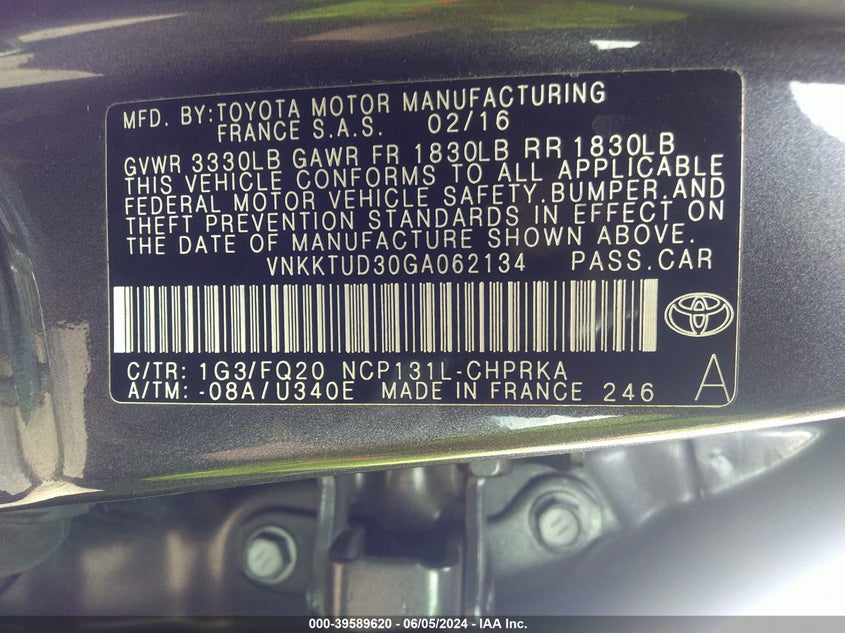 MFD. BY:TOYOTA MOTOR MANUFACTURING
FRANCE S.A.S. 02/16
GVWR 3330LB GAWR FR 1830LB RR 1830LB
THIS VEHICLE CONFORMS TO ALL APPLICABLE
FEDERAL MOTOR VEHICLE SAFETY,BUMPER,AND
THEFT PREVENTION STANDARDS IN EFFECT ON
THE DATE OF MANUFACTURE SHOWN ABOVE.
VNKKTUD30GA062134 PASS.CAR
C/TR: 1G3/FQ20 NCP131L-CHPRKA
A/TM: -08A/U340E MADE IN FRANCE 246 A
000-39589620 - 06/05/2024 - IAA Inc.